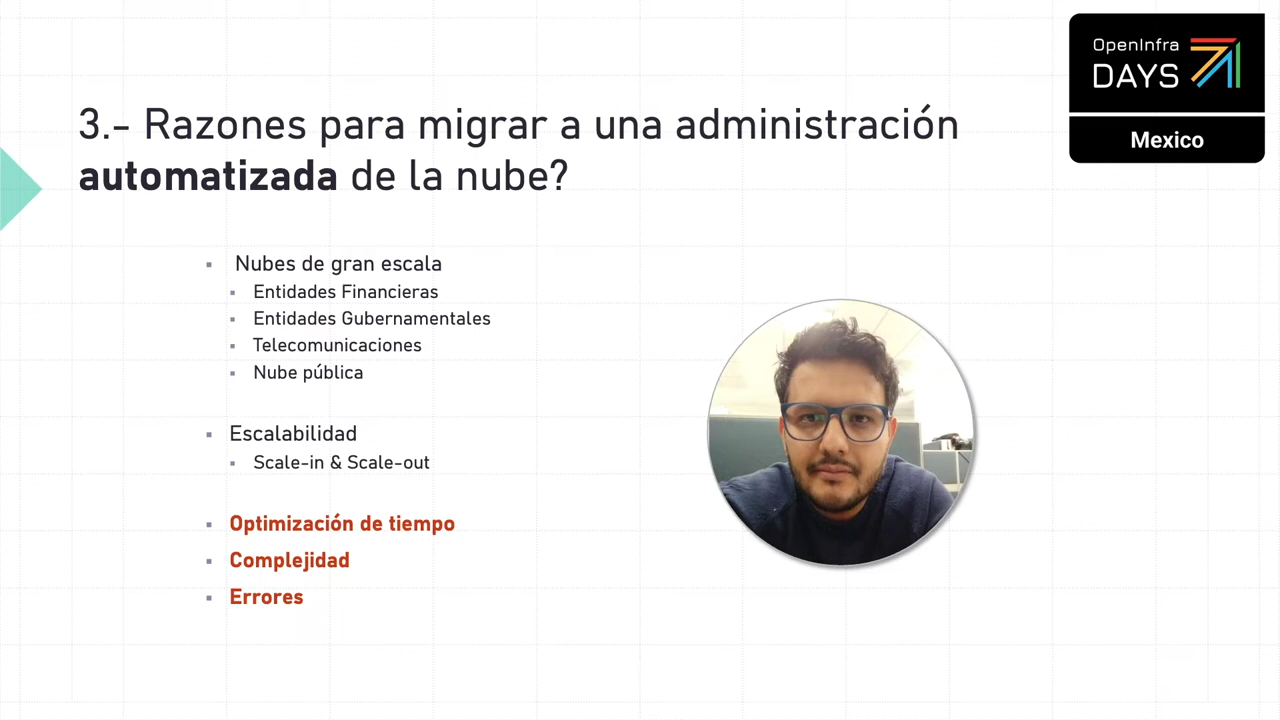 OpenInfra
DAYS
Mexico
3.- Razones para migrar a una administración
automatizada de la nube?
Nubes de gran escala
Entidades Financieras
Entidades Gubernamentales
Telecomunicaciones
Nube pública
Escalabilidad
Scale-in & Scale-out
Optimización de tiempo
Complejidad
Errores